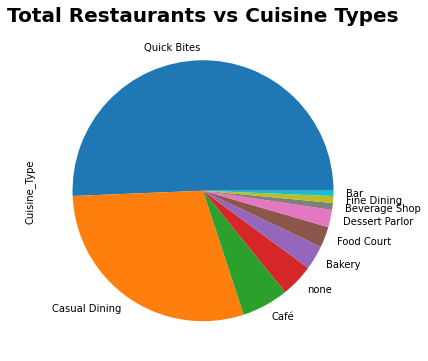 Total Restaurants vs Cuisine Types
Quick Bites
Cuisine_Type
Bar
Fine Dining
Beverage Shop
Dessert Parlor
Food Court
Bakery
none
Café
Casual Dining